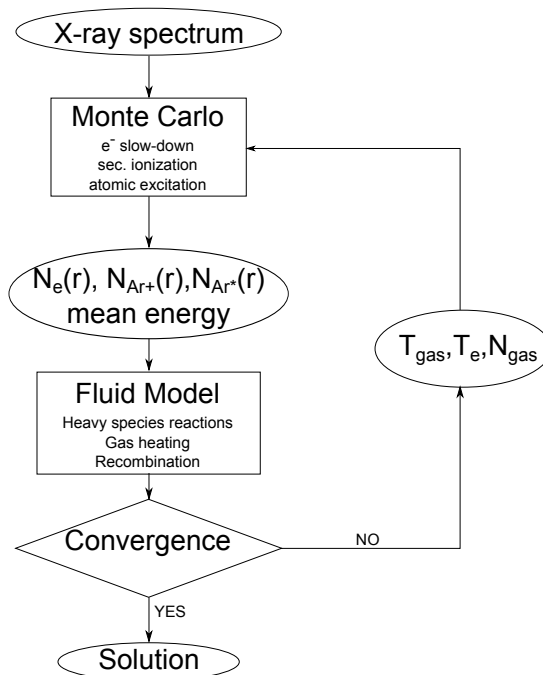 X-ray spectrum
Monte Carlo
e⁻ slow-down
sec. ionization
atomic excitation
Nₑ(r), N_Ar+(r),N_Ar*(r)
mean energy
T_gas,Tₑ,N_gas
Fluid Model
Heavy species reactions
Gas heating
Recombination
Convergence
NO
YES
Solution